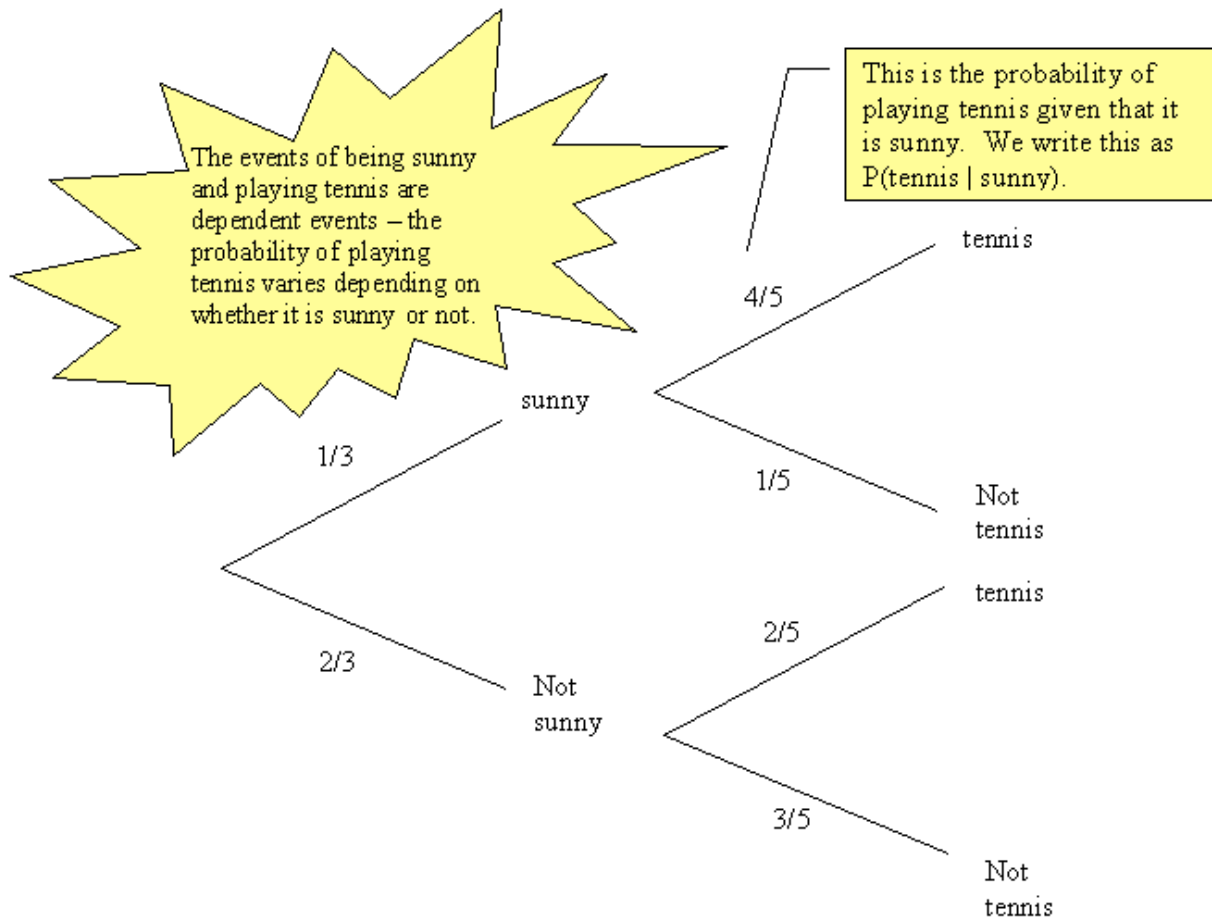 The events of being sunny
and playing tennis are
dependent events – the
probability of playing
tennis varies depending on
whether it is sunny or not.
This is the probability of
playing tennis given that it
is sunny.  We write this as
P(tennis | sunny).
tennis
4/5
sunny
1/3
1/5
Not
tennis
tennis
2/5
2/3
Not
sunny
3/5
Not
tennis